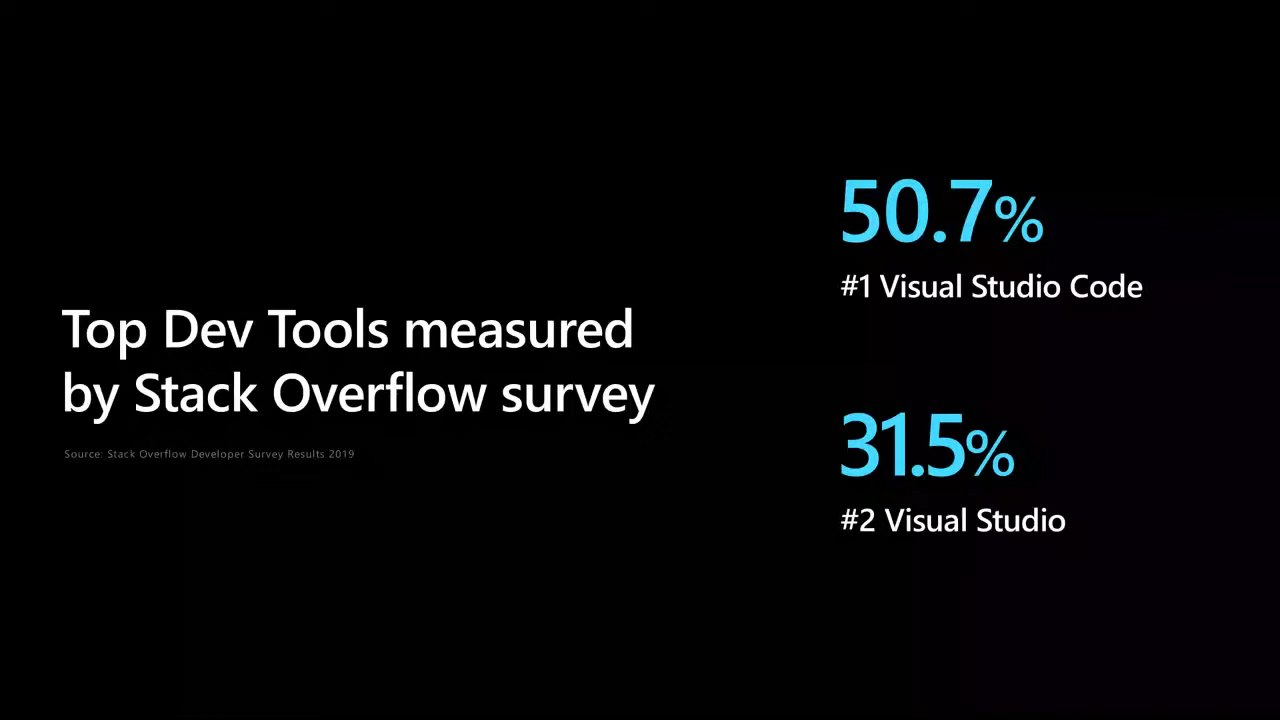 Top Dev Tools measured
by Stack Overflow survey
Source: Stack Overflow Developer Survey Results 2019
50.7%
#1 Visual Studio Code
31.5%
#2 Visual Studio